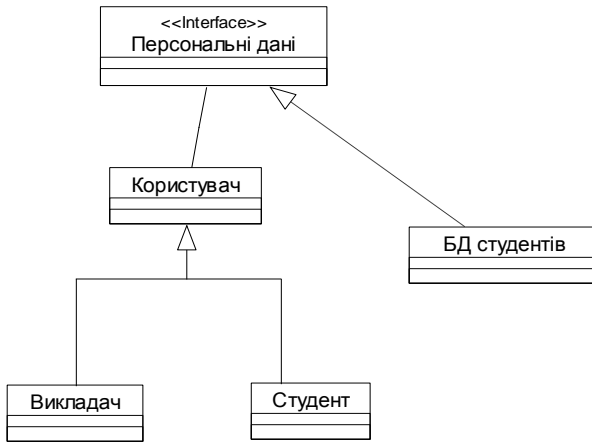 <<Interface>>
Персональні дані
Користувач
БД студентів
Викладач
Студент